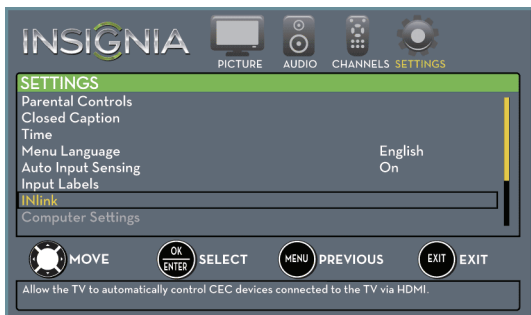 INSIGNIA
PICTURE AUDIO CHANNELS SETTINGS
SETTINGS
Parental Controls
Closed Caption
Time
Menu Language English
Auto Input Sensing On
Input Labels
INlink
Computer Settings
MOVE OK ENTER SELECT MENU PREVIOUS EXIT EXIT
Allow the TV to automatically control CEC devices connected to the TV via HDMI.